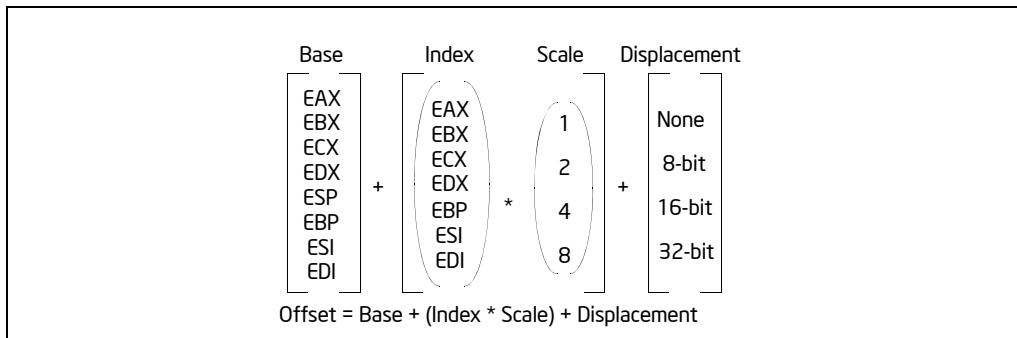 Base Index Scale Displacement
EAX
EBX
ECX
EDX
ESP
EBP
ESI
EDI
+
EAX
EBX
ECX
EDX
EBP
ESI
EDI
*
1
2
4
8
+
None
8-bit
16-bit
32-bit
Offset = Base + (Index * Scale) + Displacement